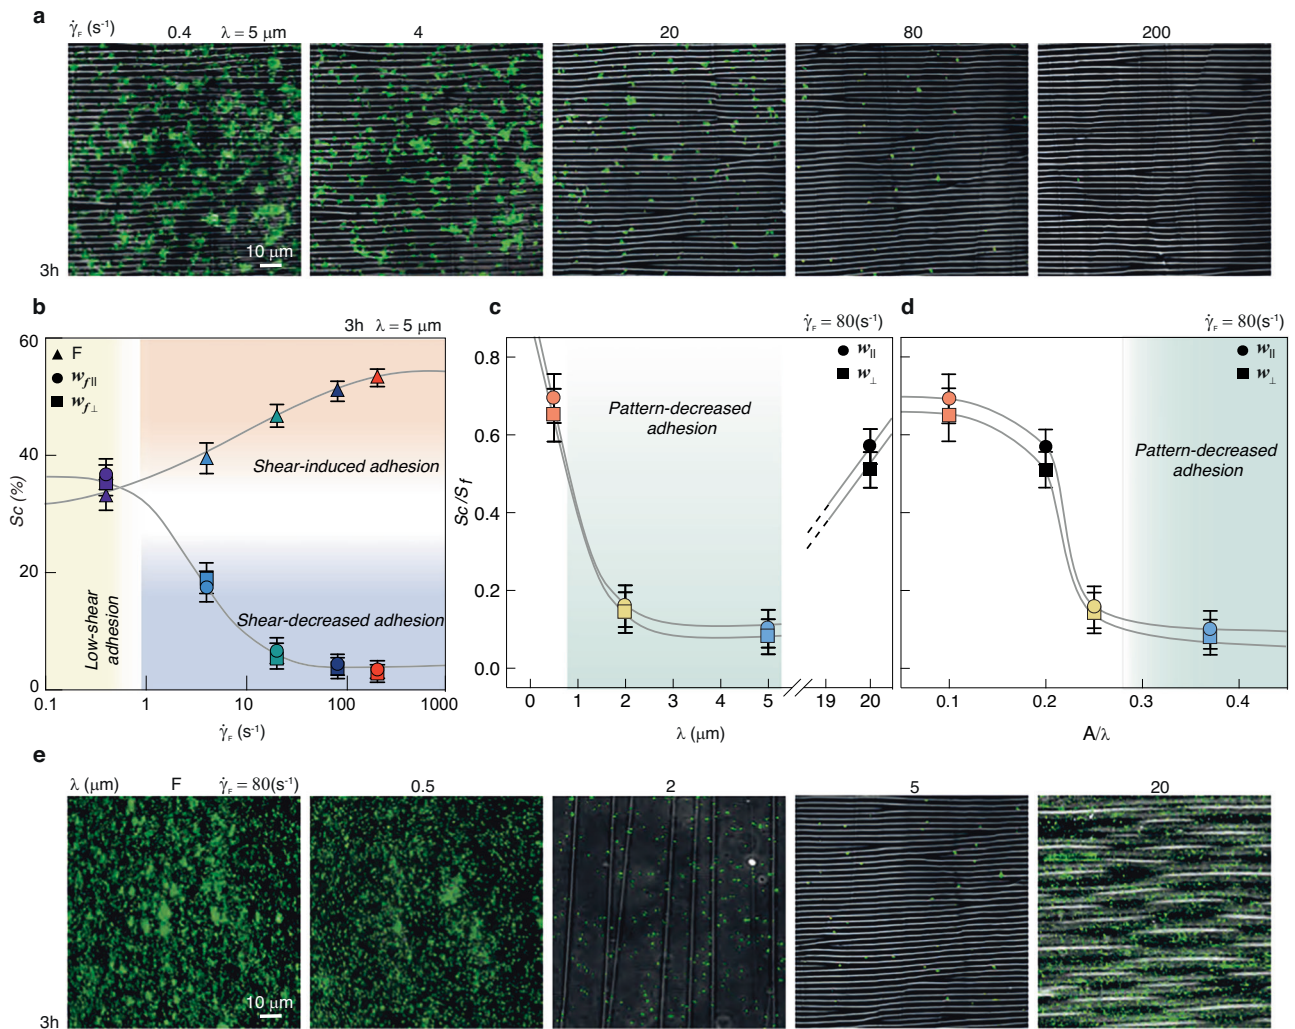 a
γ̇F (s⁻¹) 0.4 λ = 5 μm 4 20 80 200
10 μm
3h
b
3h λ = 5 μm
60
40
20
0
Sc (%)
F
wf||
wf⊥
Shear-induced adhesion
Shear-decreased adhesion
Low-shear
adhesion
0.1 1 10 100 1000
γ̇F (s⁻¹)
c
γ̇F = 80(s⁻¹)
w||
w⊥
0.8
0.6
0.4
0.2
0.0
Sc/Sf
Pattern-decreased
adhesion
0 1 2 3 4 5 19 20
λ (μm)
d
γ̇F = 80(s⁻¹)
w||
w⊥
Pattern-decreased
adhesion
0.1 0.2 0.3 0.4
A/λ
e
λ (μm) F γ̇F = 80(s⁻¹) 0.5 2 5 20
10 μm
3h